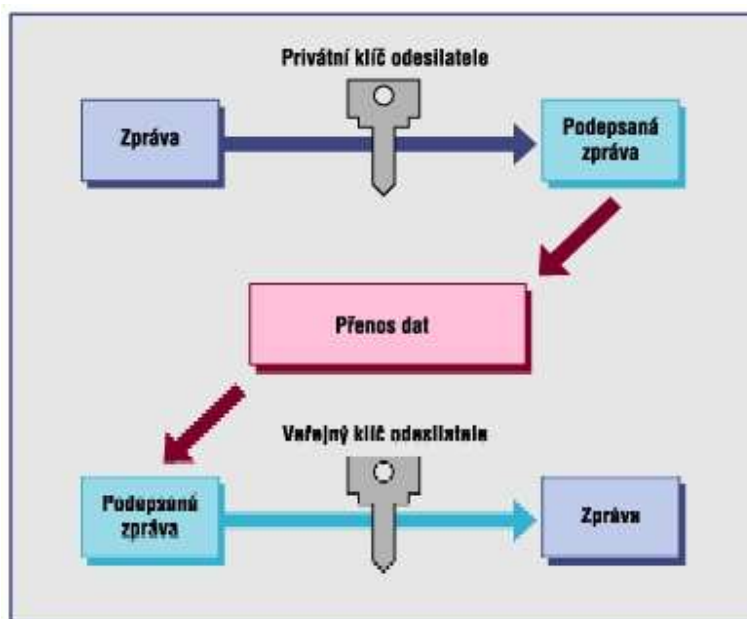 Privátní klíč odesilatele
Zpráva
Podepsaná
zpráva
Přenos dat
Veřejný klíč odesilatele
Podepsaná
zpráva
Zpráva